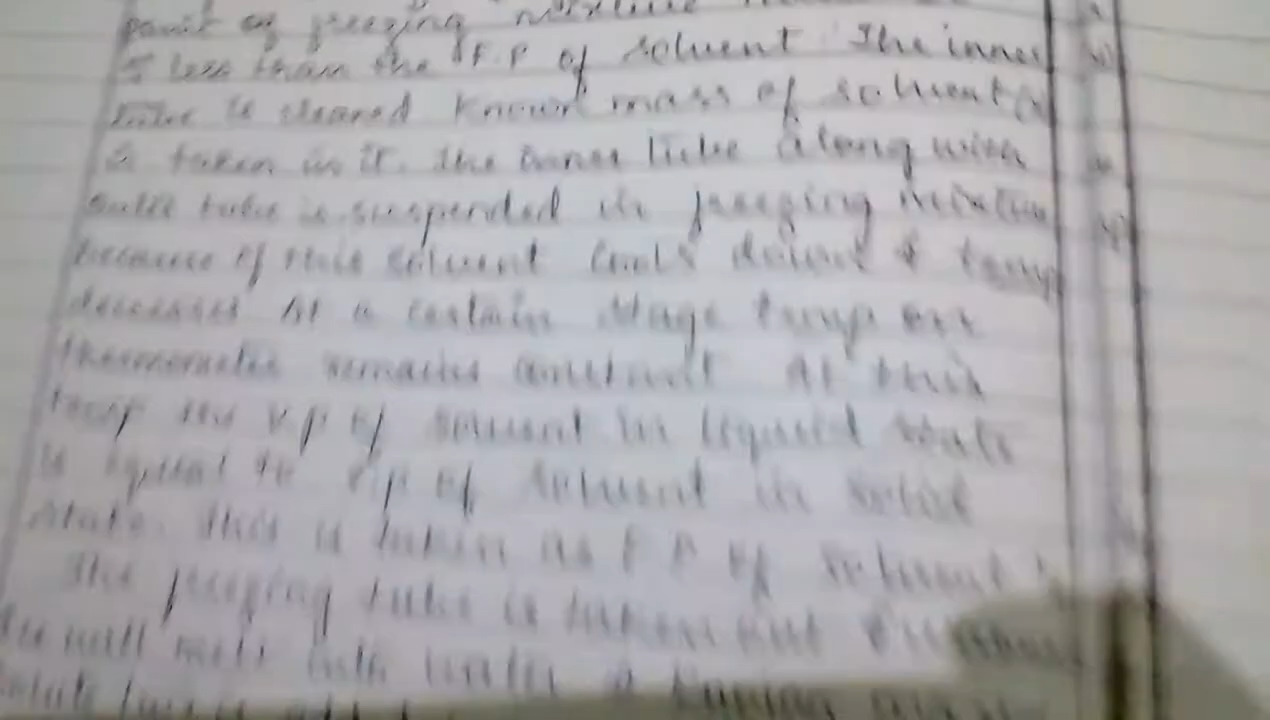 point of freezing mixture
5 less than the F.P of solvent. The inner
tube is cleaned known mass of solvent
is taken in it. The inner tube along with
outer tube is suspended in freezing mixture
because of this solvent cools down & temp
decreases At a certain stage temp on
thermometer remains constant At this
temp the v.p of solvent in liquid state
is equal to v.p of solvent in solid
state. This is taken as F.P of solvent
The freezing tube is taken out
will melt